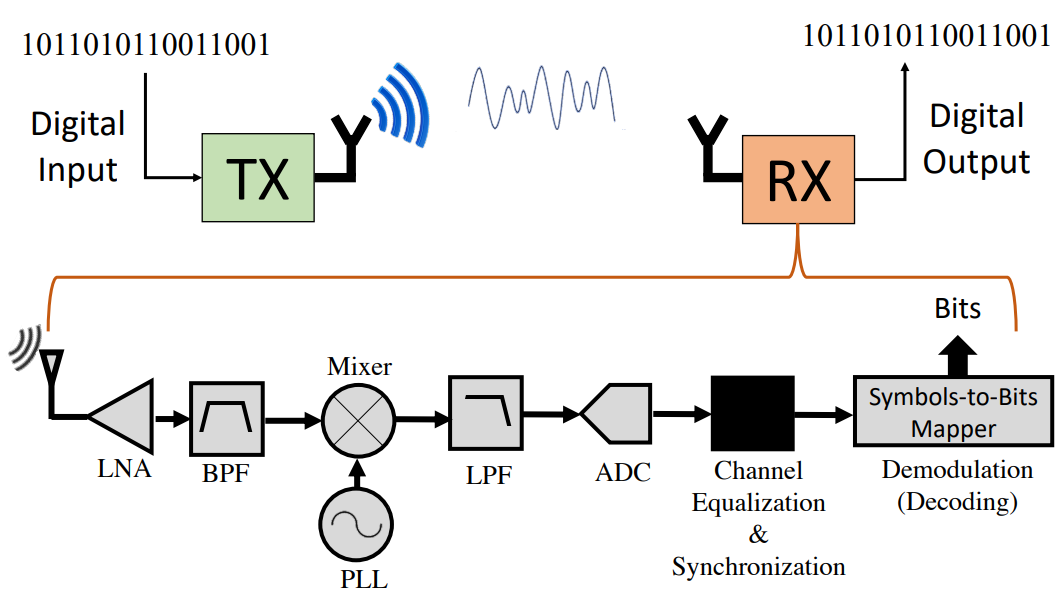 1011010110011001
1011010110011001
Digital
Input
TX
RX
Digital
Output
Bits
Mixer
Symbols-to-Bits
Mapper
LNA
BPF
LPF
ADC
Channel
Equalization
&
Synchronization
Demodulation
(Decoding)
PLL